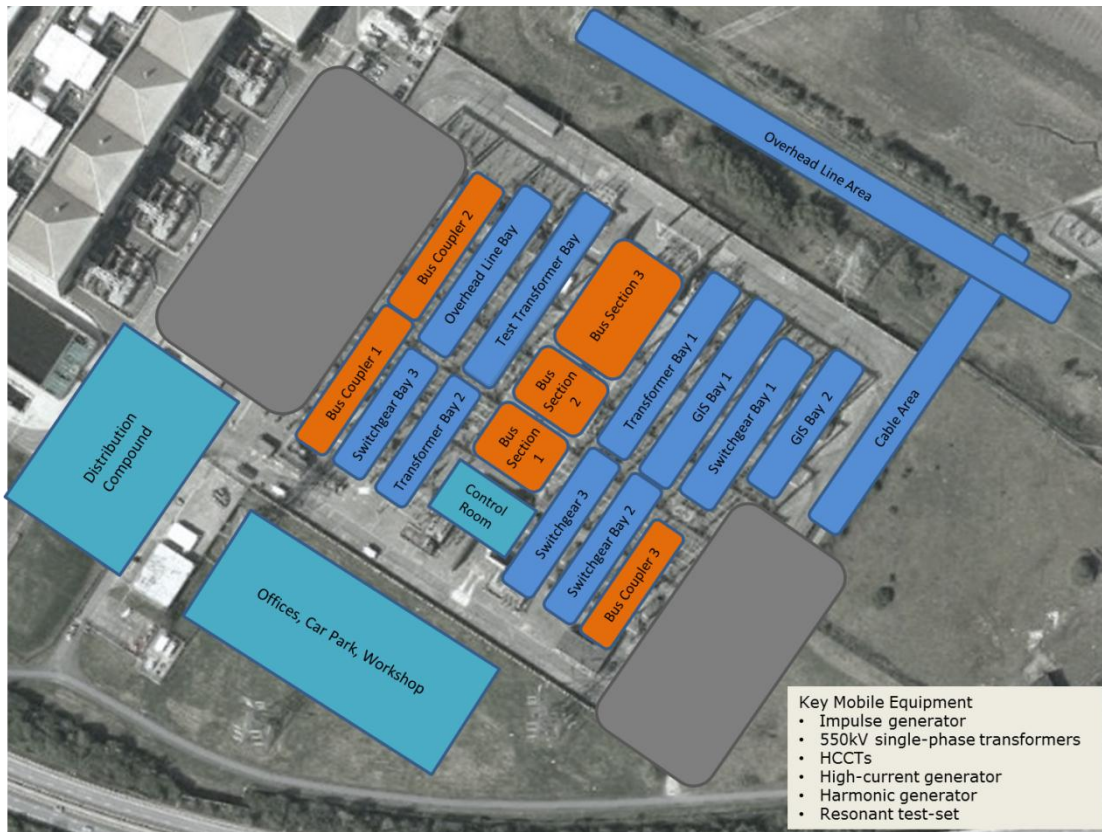 Overhead Line Area
Bus Coupler 2
Overhead Line Bay
Test Transformer Bay
Bus Section 3
Bus Coupler 1
Switchgear Bay 3
Transformer Bay 2
Bus
Section
2
Bus
Section
1
Transformer Bay 1
GIS Bay 1
Switchgear Bay 1
GIS Bay 2
Cable Area
Distribution
Compound
Control
Room
Switchgear 3
Switchgear Bay 2
Bus Coupler 3
Offices, Car Park, Workshop
Key Mobile Equipment
• Impulse generator
• 550kV single-phase transformers
• HCCTs
• High-current generator
• Harmonic generator
• Resonant test-set